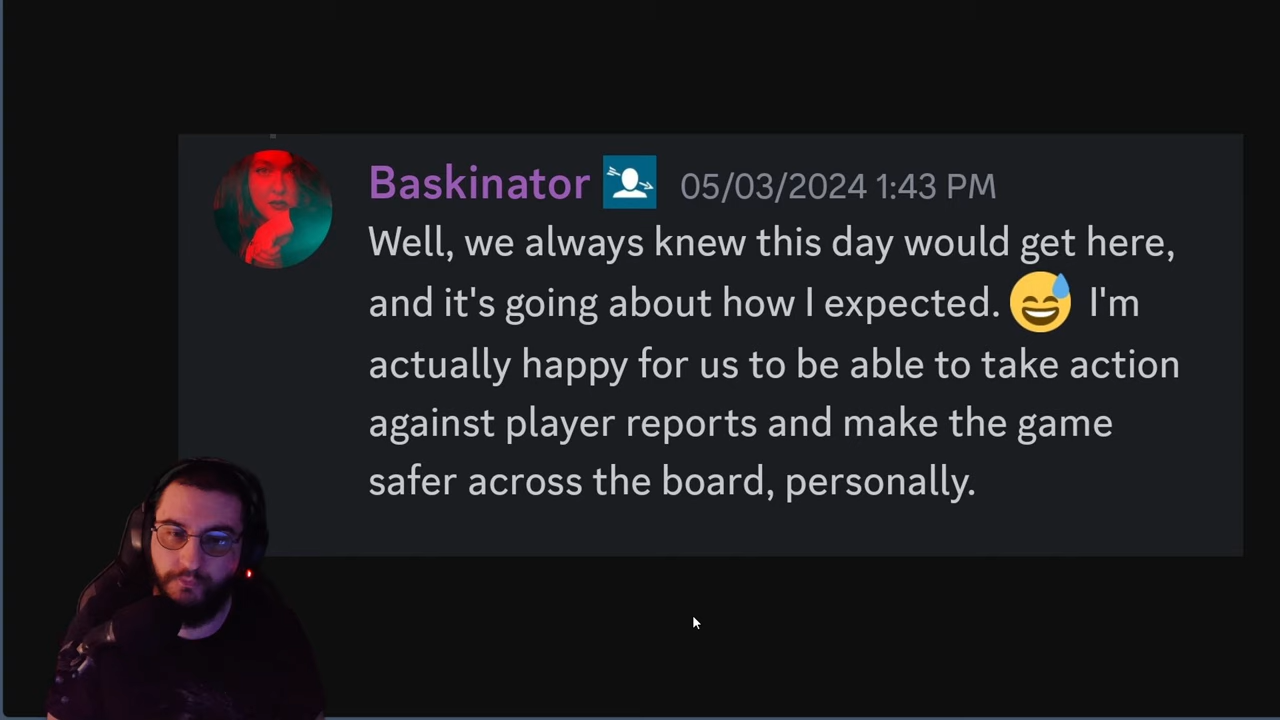 Baskinator 05/03/2024 1:43 PM
Well, we always knew this day would get here,
and it's going about how I expected. 😅 I'm
actually happy for us to be able to take action
against player reports and make the game
safer across the board, personally.